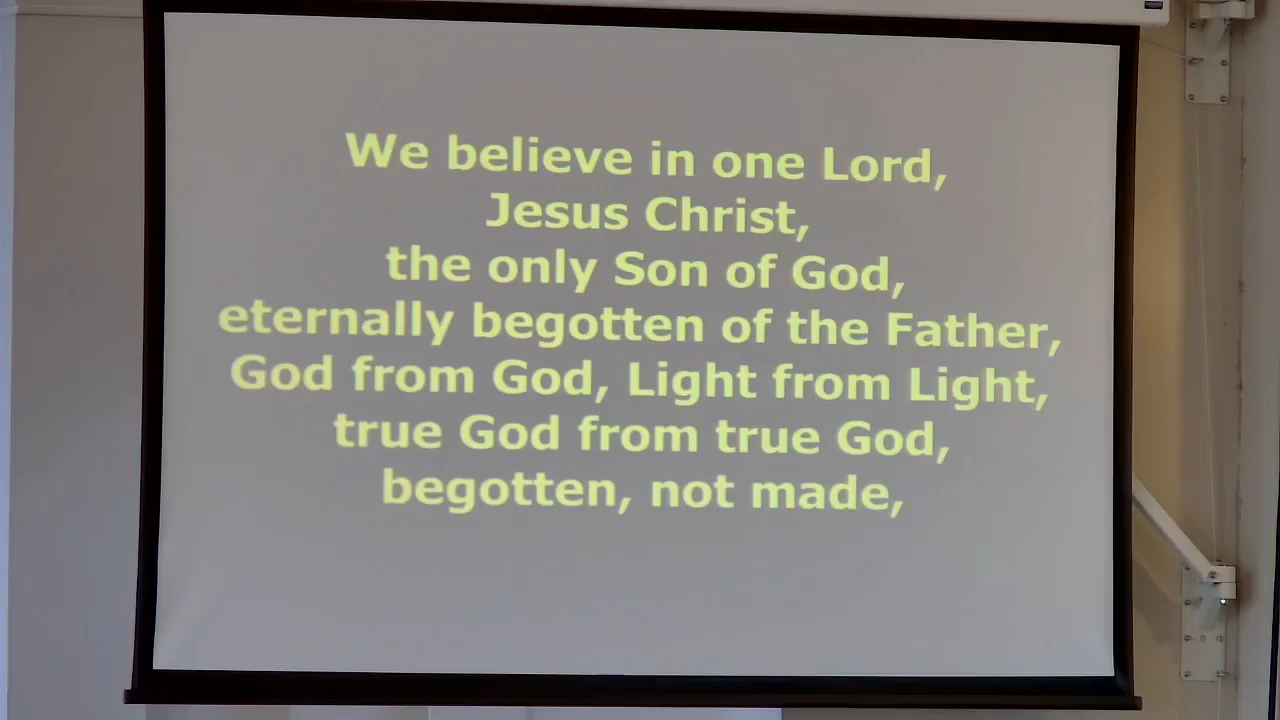 We believe in one Lord,
Jesus Christ,
the only Son of God,
eternally begotten of the Father,
God from God, Light from Light,
true God from true God,
begotten, not made,